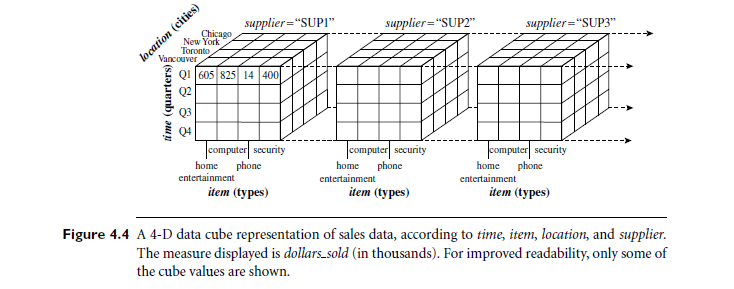 supplier="SUP1" supplier="SUP2" supplier="SUP3"
location (cities)
Chicago
New York
Toronto
Vancouver
time (quarters)
Q1 605 825 14 400
Q2
Q3
Q4
computer security computer security computer security
home phone home phone home phone
entertainment entertainment entertainment
item (types) item (types) item (types)
Figure 4.4 A 4-D data cube representation of sales data, according to time, item, location, and supplier.
The measure displayed is dollars_sold (in thousands). For improved readability, only some of
the cube values are shown.